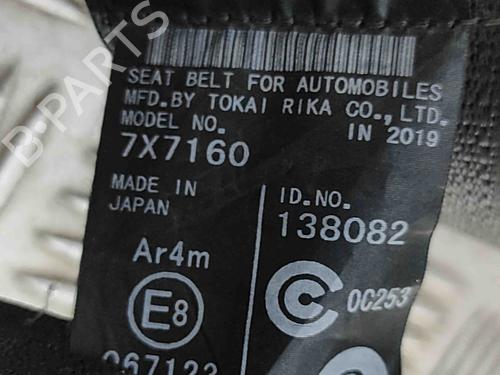 SEAT BELT FOR AUTOMOBILES
MFD.BY TOKAI RIKA CO., LTD.
MODEL NO. IN 2019
7X7160
MADE IN ID.NO.
JAPAN 138082
Ar4m
E8 C 0C253